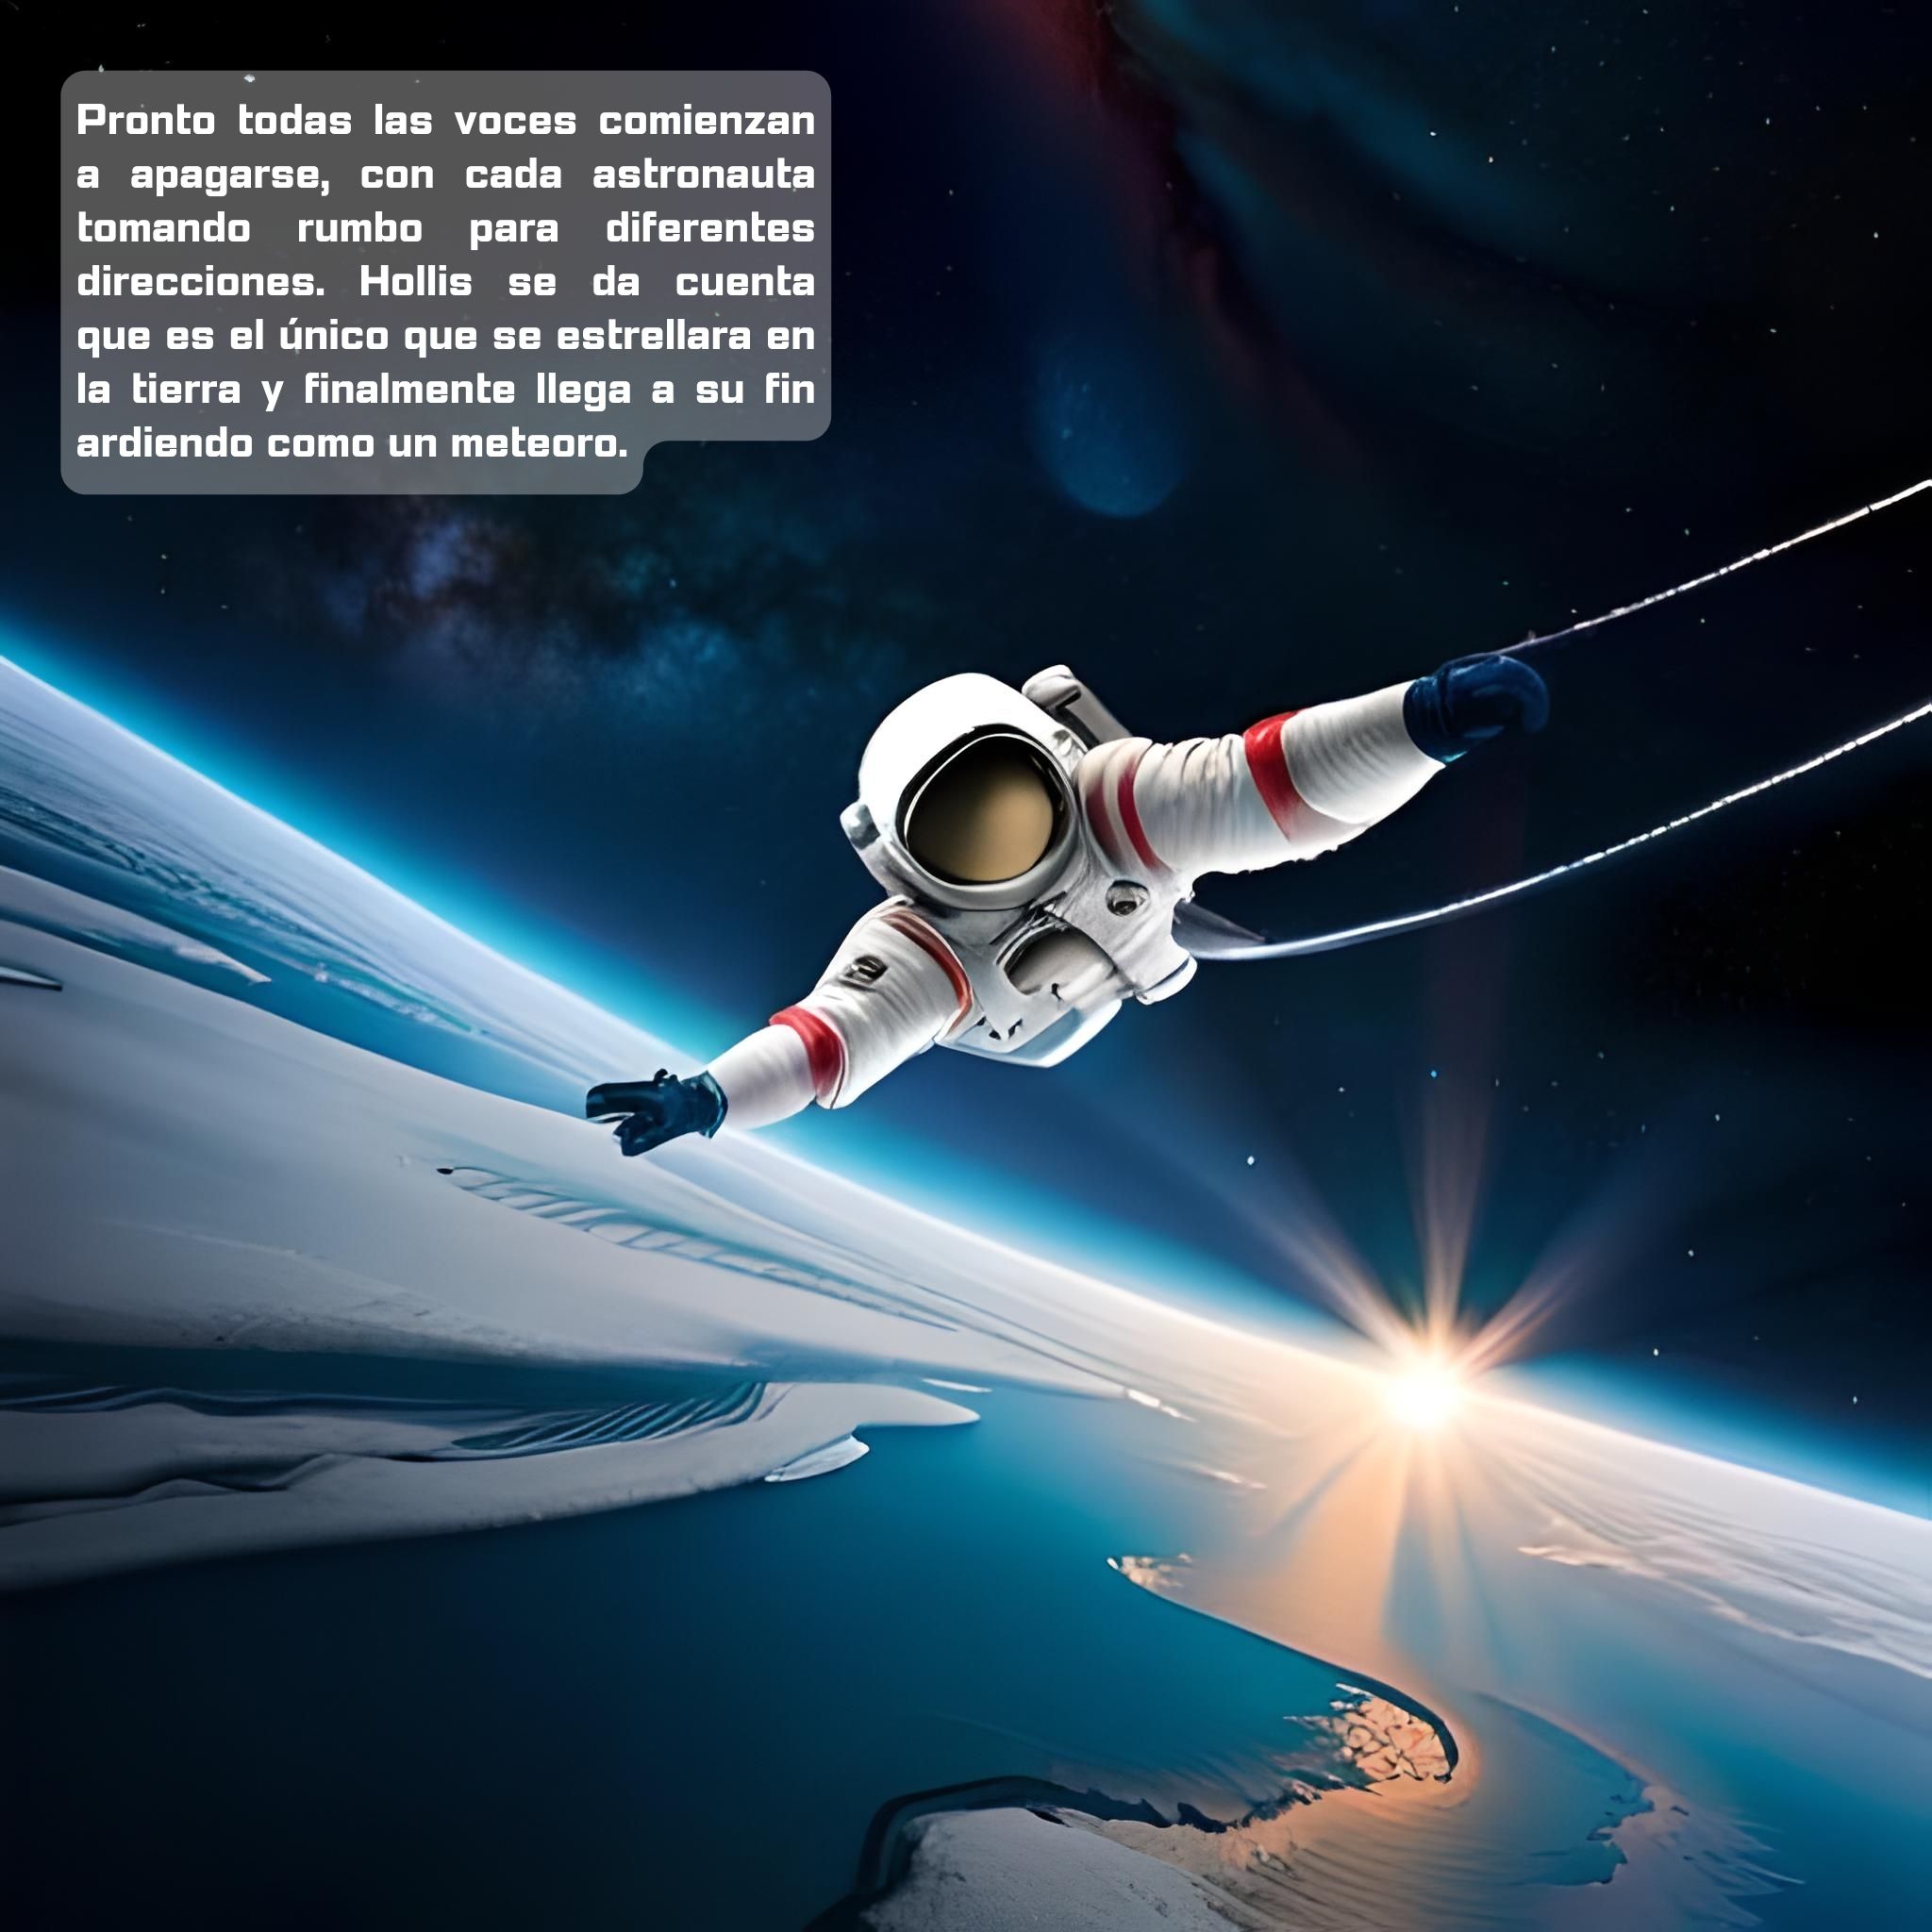 Pronto todas las voces comienzan
a apagarse, con cada astronauta
tomando rumbo para diferentes
direcciones. Hollis se da cuenta
que es el único que se estrellara en
la tierra y finalmente llega a su fin
ardiendo como un meteoro.